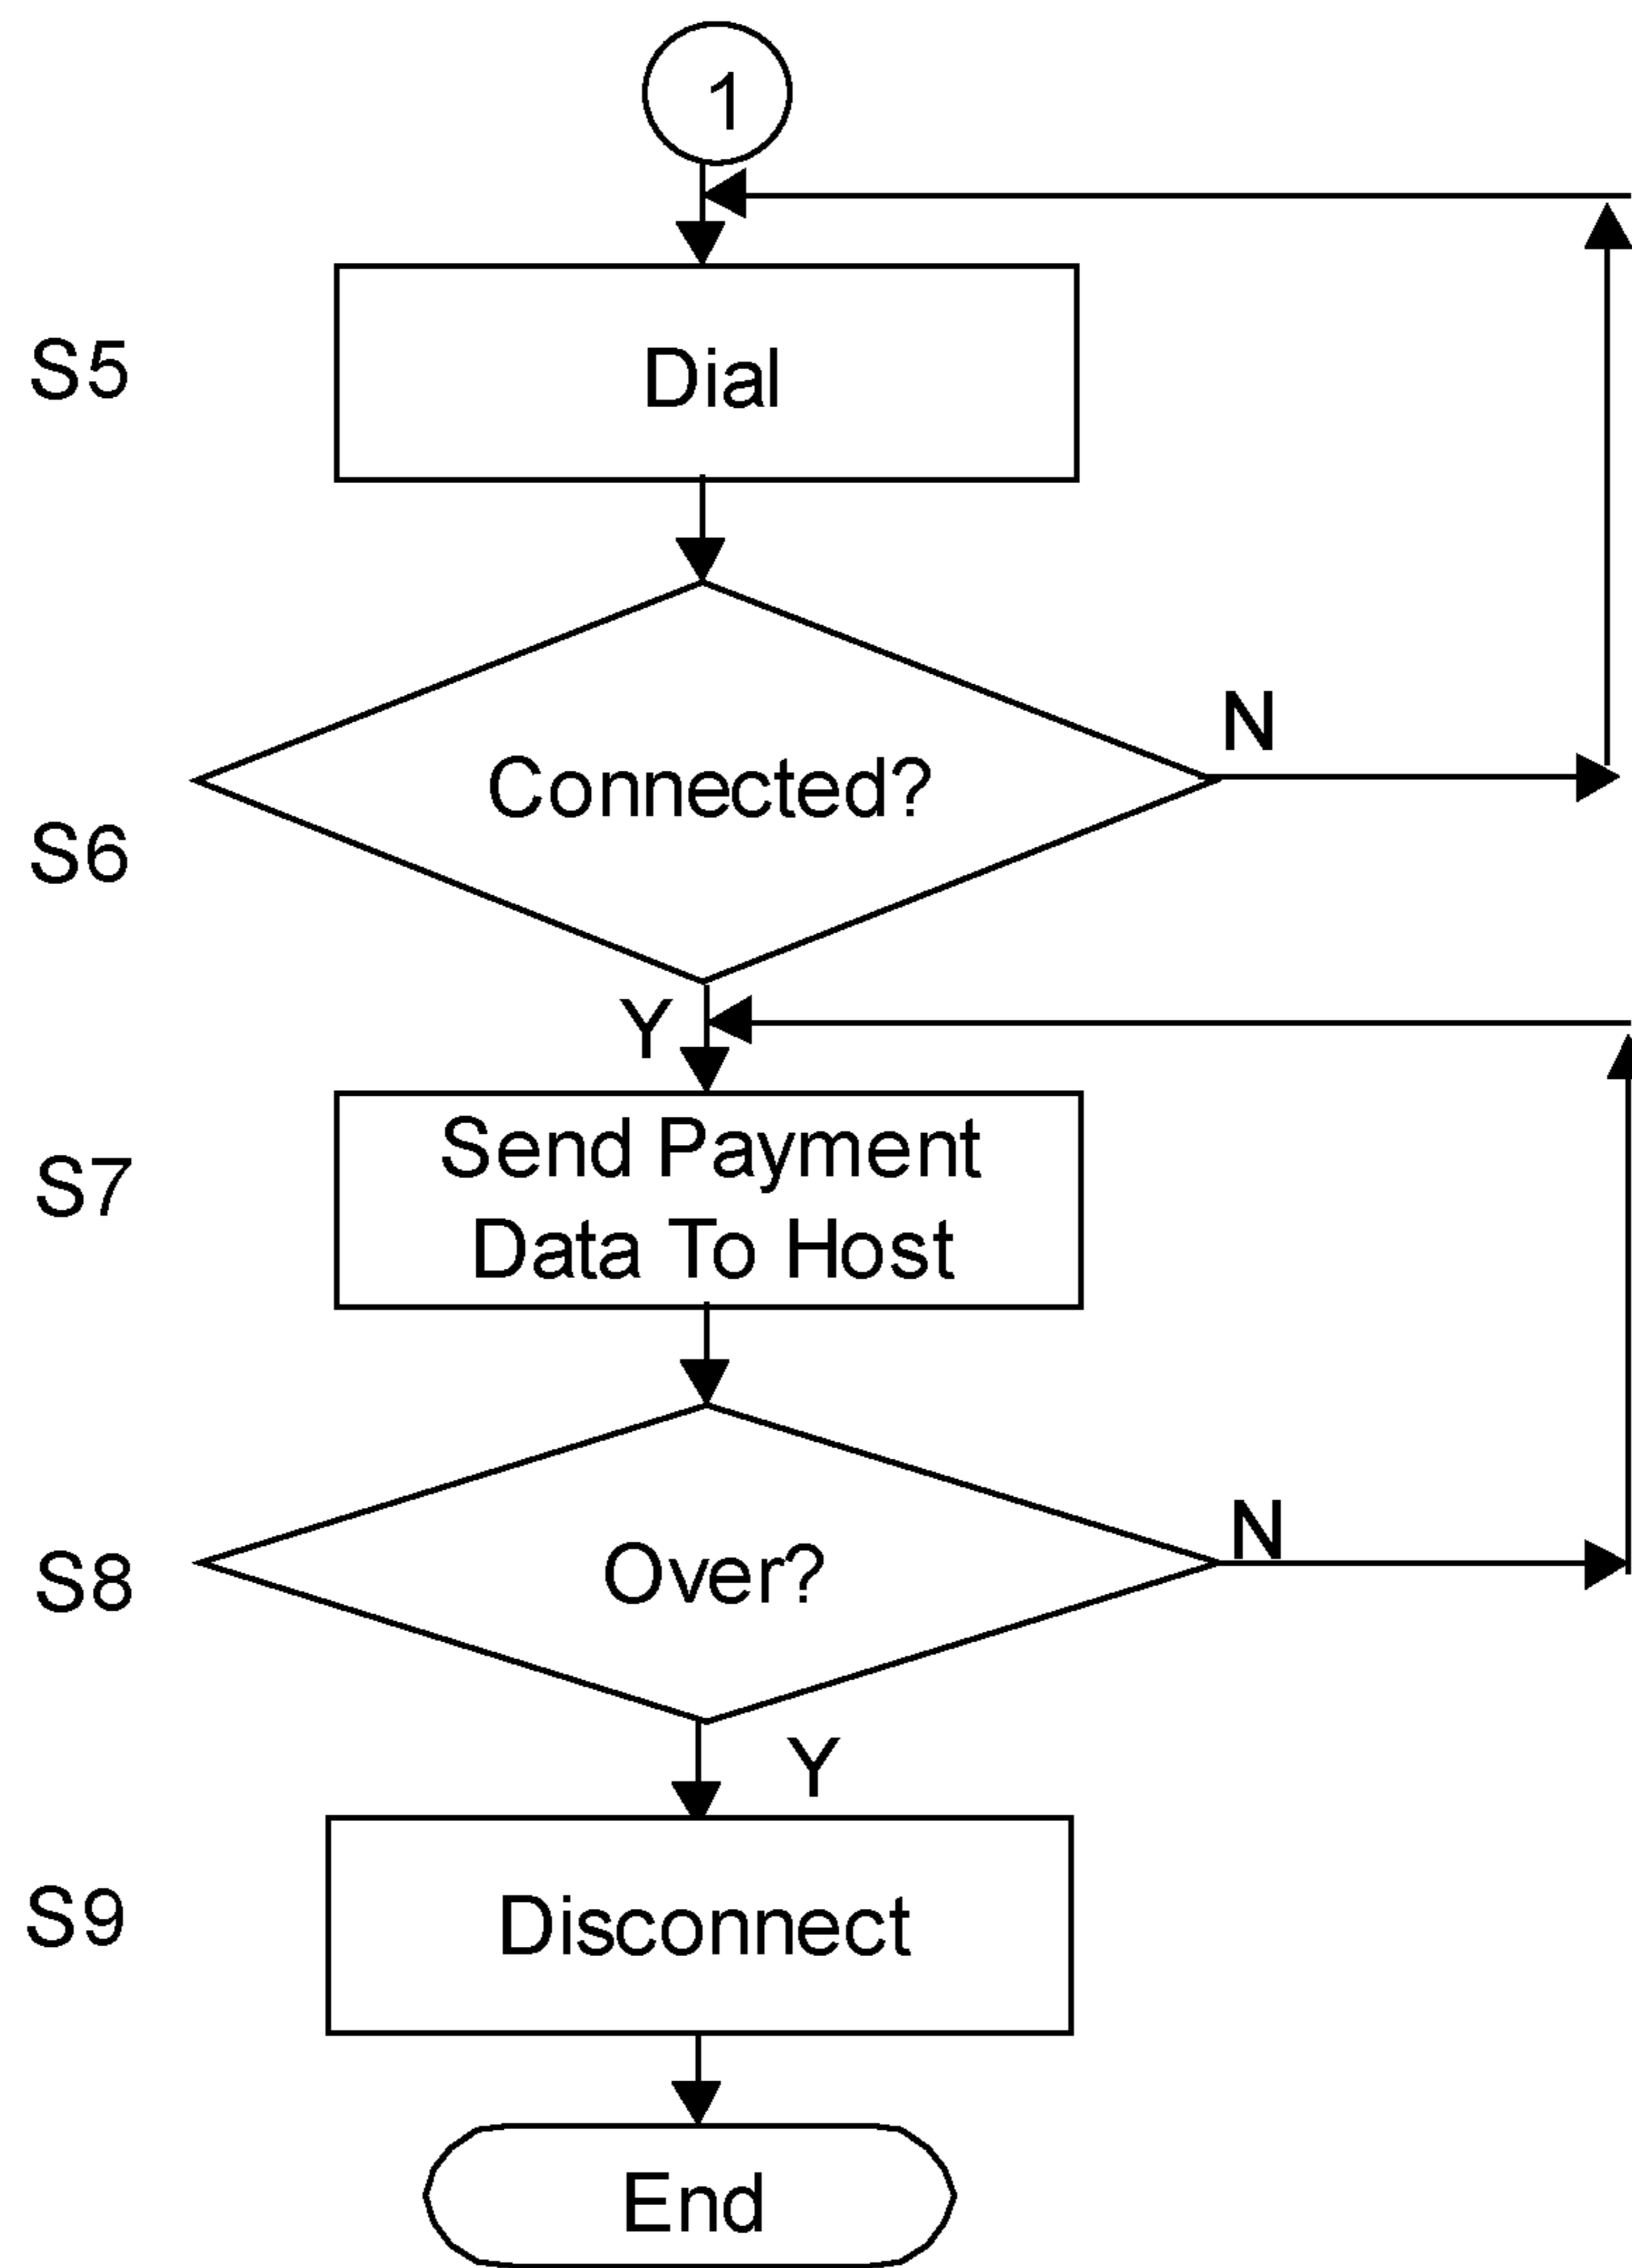 1
S5
Dial
N
Connected?
S6
Y
Send Payment
S7
Data To Host
N
Over?
S8
Y
S9
Disconnect
End